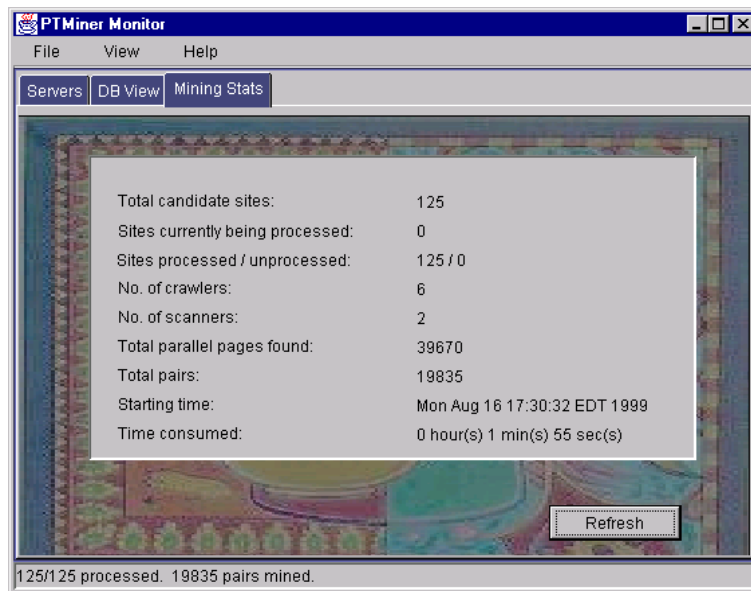 PTMiner Monitor
File View Help
Servers DB View Mining Stats
Total candidate sites: 125
Sites currently being processed: 0
Sites processed / unprocessed: 125 / 0
No. of crawlers: 6
No. of scanners: 2
Total parallel pages found: 39670
Total pairs: 19835
Starting time: Mon Aug 16 17:30:32 EDT 1999
Time consumed: 0 hour(s) 1 min(s) 55 sec(s)
Refresh
125/125 processed. 19835 pairs mined.